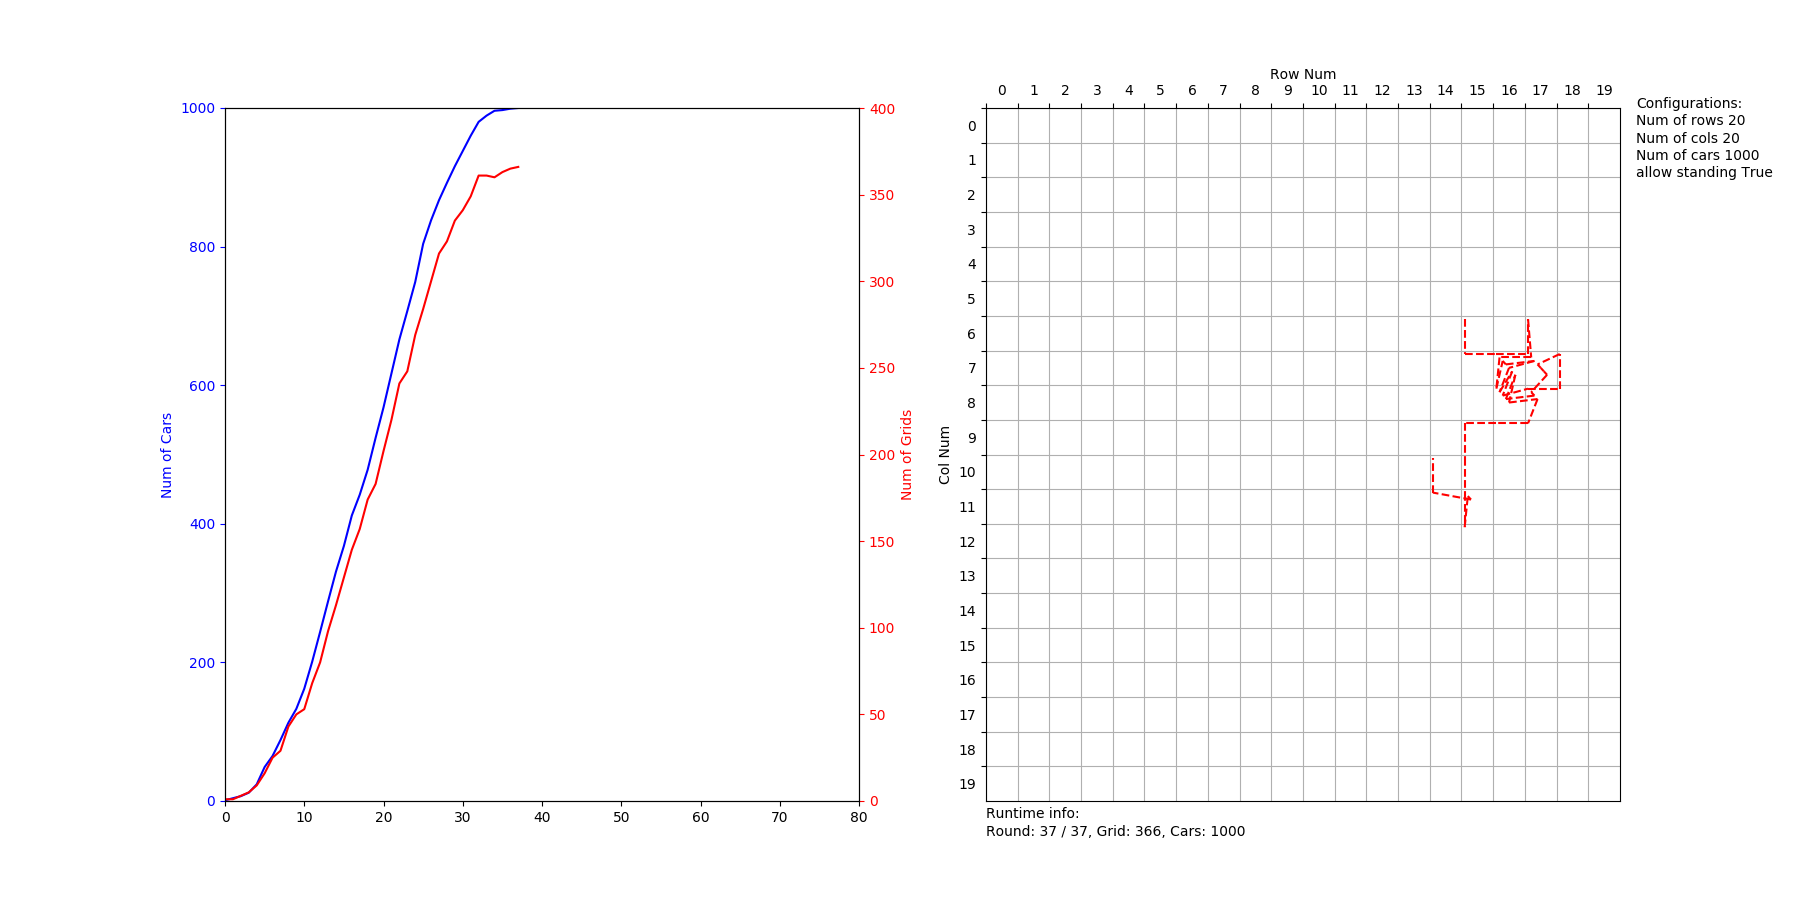 1000
800
600
400
200
0
Num of Cars
0 10 20 30 40 50 60 70 80
400
350
300
250
200
150
100
50
0
Num of Grids
Row Num
0 1 2 3 4 5 6 7 8 9 10 11 12 13 14 15 16 17 18 19
Col Num
0
1
2
3
4
5
6
7
8
9
10
11
12
13
14
15
16
17
18
19
Configurations:
Num of rows 20
Num of cols 20
Num of cars 1000
allow standing True
Runtime info:
Round: 37 / 37, Grid: 366, Cars: 1000